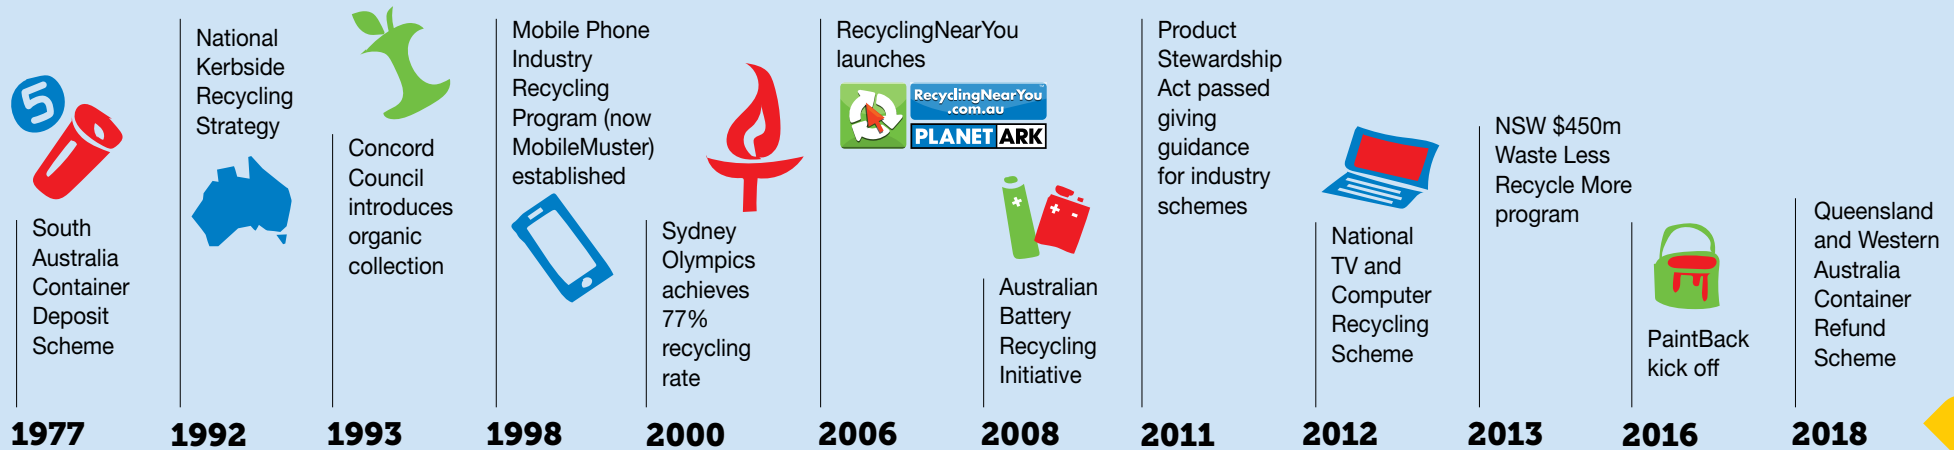 5
South
Australia
Container
Deposit
Scheme
1977
National
Kerbside
Recycling
Strategy
1992
Concord
Council
introduces
organic
collection
1993
Mobile Phone
Industry
Recycling
Program (now
MobileMuster)
established
1998
Sydney
Olympics
achieves
77%
recycling
rate
2000
RecyclingNearYou
launches
RecyclingNearYou
.com.au
PLANET ARK
2006
Australian
Battery
Recycling
Initiative
2008
Product
Stewardship
Act passed
giving
guidance
for industry
schemes
2011
National
TV and
Computer
Recycling
Scheme
2012
NSW $450m
Waste Less
Recycle More
program
2013
PaintBack
kick off
2016
Queensland
and Western
Australia
Container
Refund
Scheme
2018